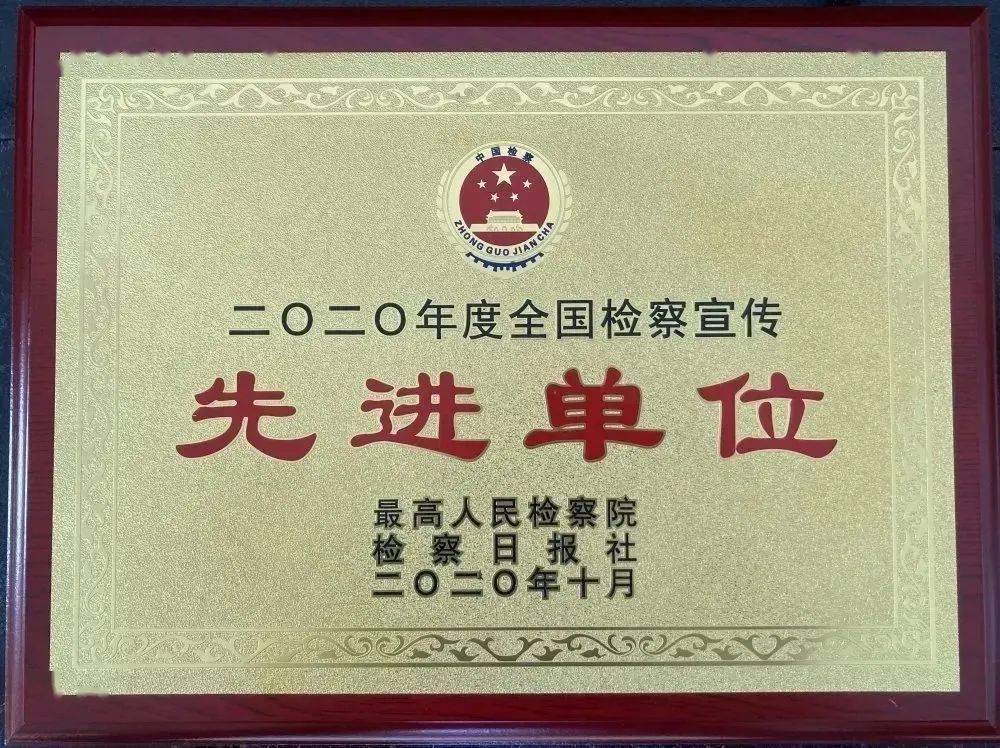 中国检察
ZHONG GUO JIAN CHA
二〇二〇年度全国检察宣传
先进单位
最高人民检察院
检察日报社
二〇二〇年十月